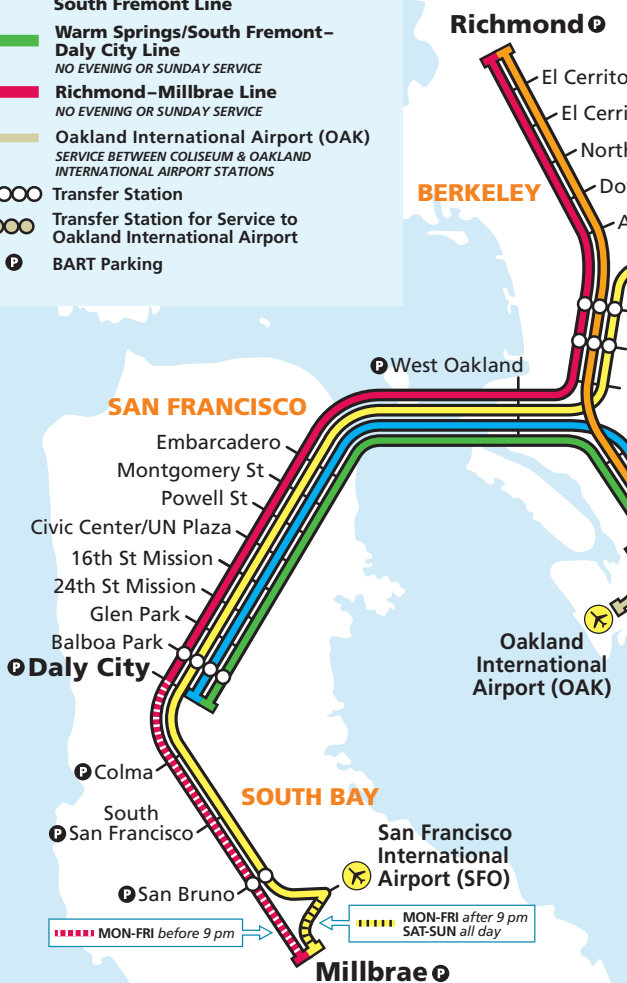 South Fremont Line
Warm Springs/South Fremont–
Daly City Line
NO EVENING OR SUNDAY SERVICE
Richmond–Millbrae Line
NO EVENING OR SUNDAY SERVICE
Oakland International Airport (OAK)
SERVICE BETWEEN COLISEUM & OAKLAND
INTERNATIONAL AIRPORT STATIONS
Transfer Station
Transfer Station for Service to
Oakland International Airport
P BART Parking
Richmond P
El Cerrito
El Cerri
North
BERKELEY
P West Oakland
SAN FRANCISCO
Embarcadero
Montgomery St
Powell St
Civic Center/UN Plaza
16th St Mission
24th St Mission
Glen Park
Balboa Park
P Daly City
Oakland
International
Airport (OAK)
P Colma
SOUTH BAY
South
P San Francisco
San Francisco
International
Airport (SFO)
P San Bruno
MON-FRI before 9 pm
MON-FRI after 9 pm
SAT-SUN all day
Millbrae P